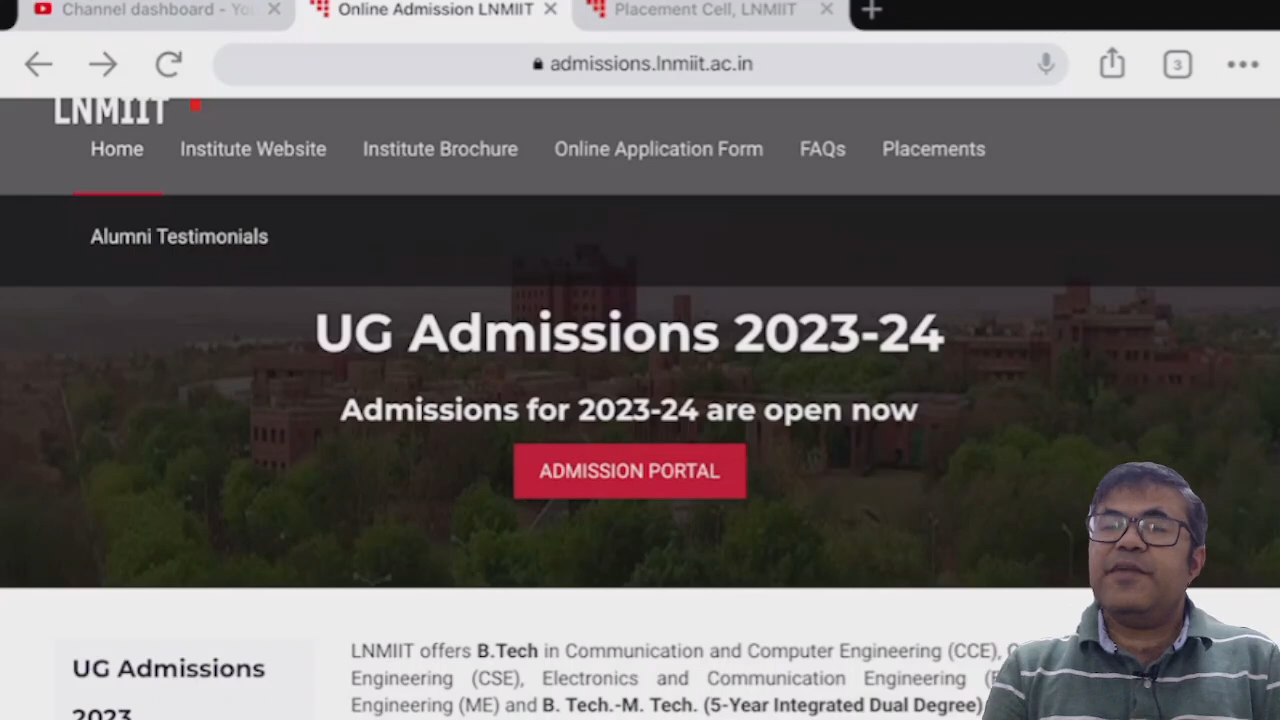 Channel dashboard - You
Online Admission LNMIIT
Placement Cell, LNMIIT
admissions.lnmiit.ac.in
3
LNMIIT
Home
Institute Website
Institute Brochure
Online Application Form
FAQs
Placements
Alumni Testimonials
UG Admissions 2023-24
Admissions for 2023-24 are open now
ADMISSION PORTAL
UG Admissions
2023
LNMIIT offers B.Tech in Communication and Computer Engineering (CCE),
Engineering (CSE), Electronics and Communication Engineering
Engineering (ME) and B. Tech.-M. Tech. (5-Year Integrated Dual Degree)